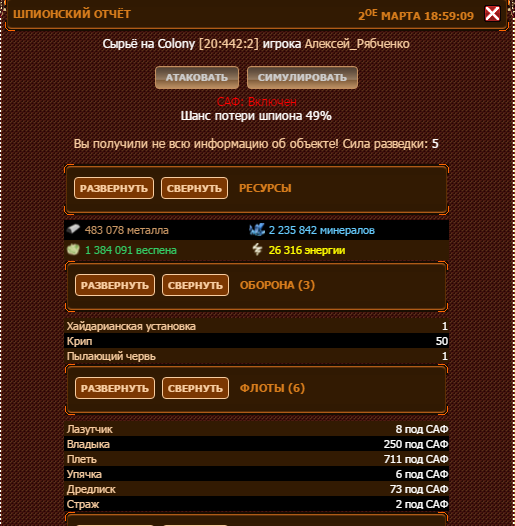 ШПИОНСКИЙ ОТЧЁТ
2ОЕ МАРТА 18:59:09
Сырьё на Colony [20:442:2] игрока Алексей_Рябченко
АТАКОВАТЬ СИМУЛИРОВАТЬ
САФ: Включен
Шанс потери шпиона 49%
Вы получили не всю информацию об объекте! Сила разведки: 5
РАЗВЕРНУТЬ СВЕРНУТЬ РЕСУРСЫ
483 078 металла 2 235 842 минералов
1 384 091 веспена 26 316 энергии
РАЗВЕРНУТЬ СВЕРНУТЬ ОБОРОНА (3)
Хайдарианская установка 1
Крип 50
Пылающий червь 1
РАЗВЕРНУТЬ СВЕРНУТЬ ФЛОТЫ (6)
Лазутчик 8 под САФ
Владыка 250 под САФ
Плеть 711 под САФ
Упячка 6 под САФ
Дредлиск 73 под САФ
Страж 2 под САФ